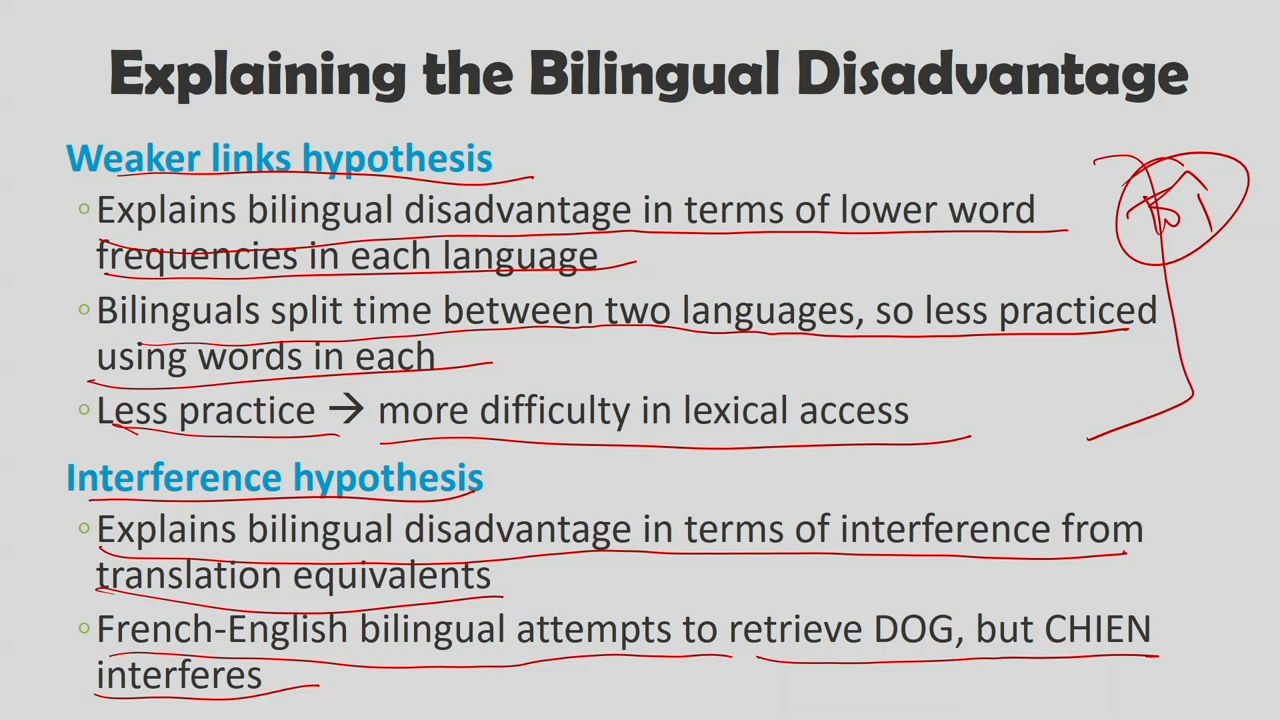 Explaining the Bilingual Disadvantage
Weaker links hypothesis
◦ Explains bilingual disadvantage in terms of lower word
frequencies in each language
◦ Bilinguals split time between two languages, so less practiced
using words in each
◦ Less practice → more difficulty in lexical access
Interference hypothesis
◦ Explains bilingual disadvantage in terms of interference from
translation equivalents
◦ French-English bilingual attempts to retrieve DOG, but CHIEN
interferes